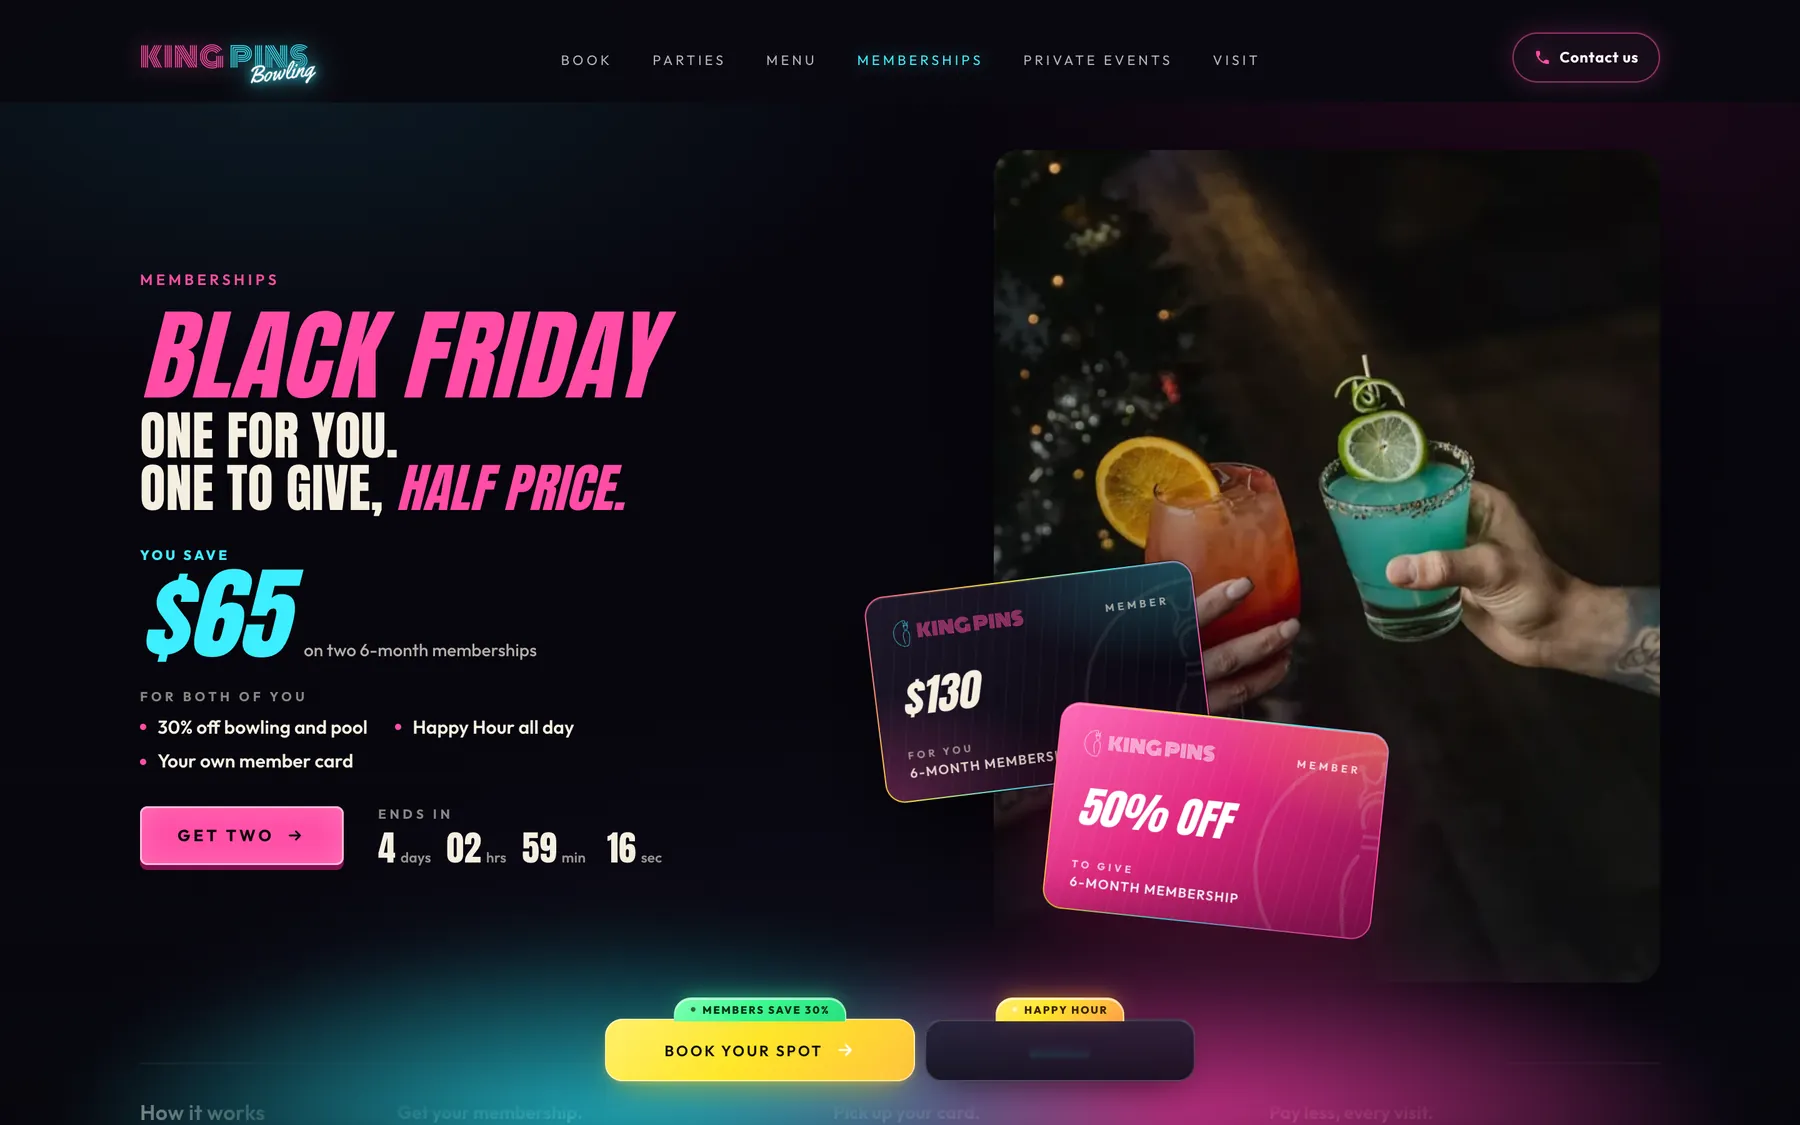 KING PINS
Bowling
BOOK
PARTIES
MENU
MEMBERSHIPS
PRIVATE EVENTS
VISIT
Contact us
MEMBERSHIPS
BLACK FRIDAY
ONE FOR YOU.
ONE TO GIVE, HALF PRICE.
YOU SAVE
$65 on two 6-month memberships
FOR BOTH OF YOU
• 30% off bowling and pool
• Happy Hour all day
• Your own member card
GET TWO →
ENDS IN
4 days 02 hrs 59 min 16 sec
KING PINS
MEMBER
$130
FOR YOU
6-MONTH MEMBERS
KING PINS
MEMBER
50% OFF
TO GIVE
6-MONTH MEMBERSHIP
MEMBERS SAVE 30%
BOOK YOUR SPOT →
HAPPY HOUR
How it works
Get your membership.
Pick up your card.
Pay less, every visit.